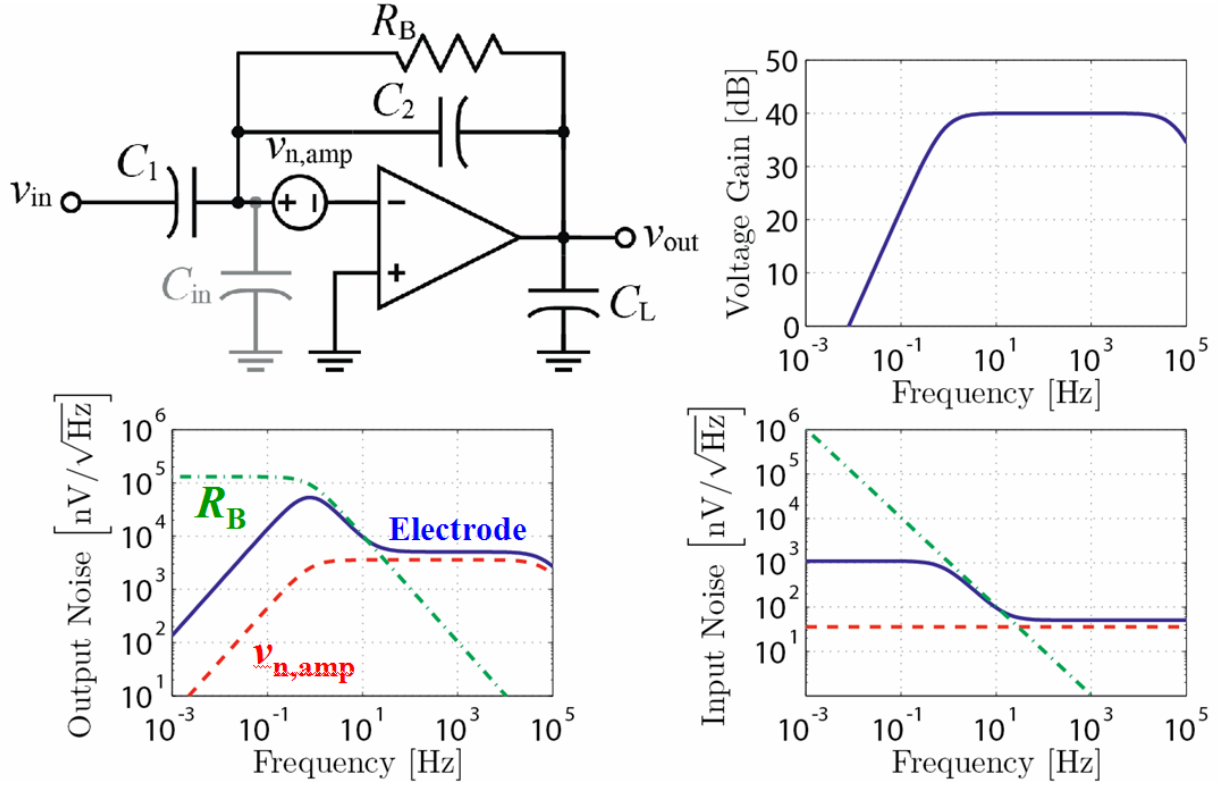 R_B
C_2
v_n,amp
C_1
v_in
+ −
−
+
v_out
C_in
C_L
Voltage Gain [dB]
50
40
30
20
10
0
10^-3 10^-1 10^1 10^3 10^5
Frequency [Hz]
Output Noise [nV/√Hz]
10^6
10^5
10^4
10^3
10^2
10^1
R_B
Electrode
v_n,amp
10^-3 10^-1 10^1 10^3 10^5
Frequency [Hz]
Input Noise [nV/√Hz]
10^6
10^5
10^4
10^3
10^2
10^1
10^-3 10^-1 10^1 10^3 10^5
Frequency [Hz]